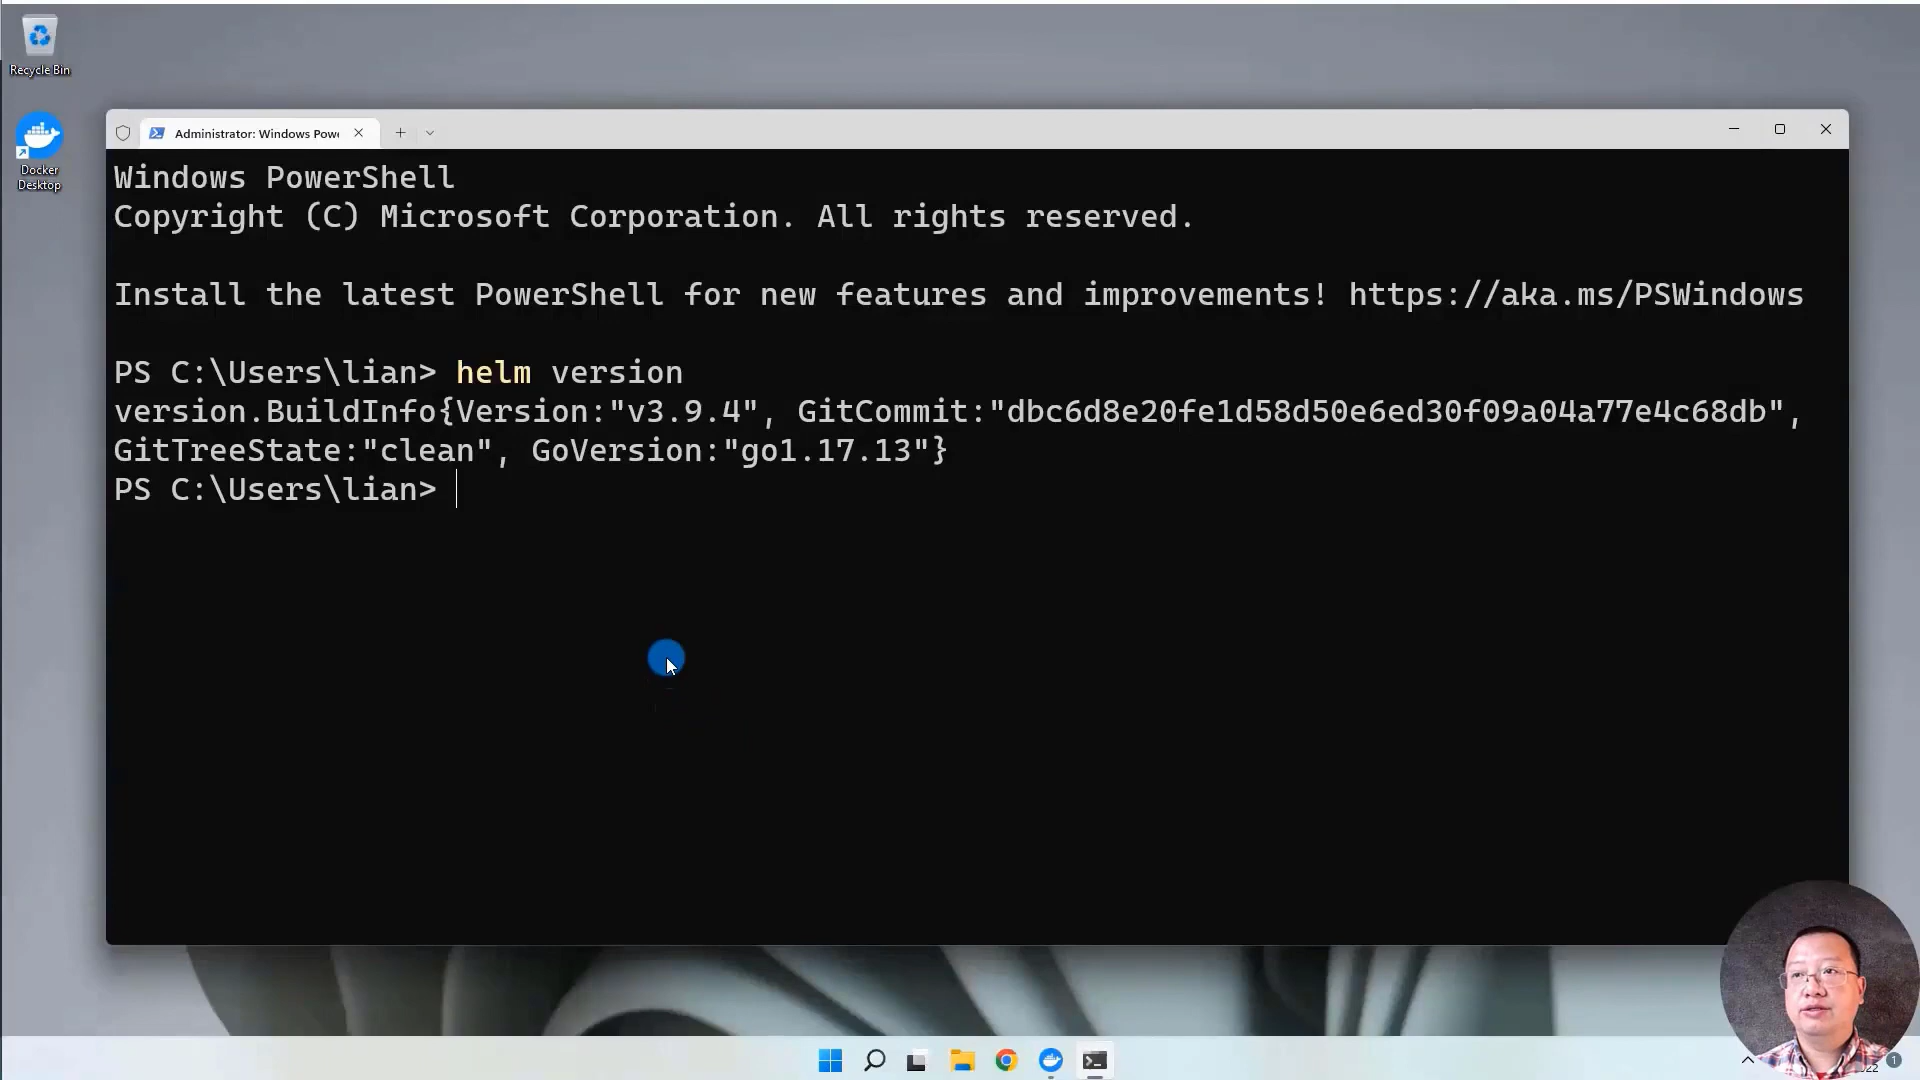 Recycle Bin
Docker
Desktop
Administrator: Windows Pow
Windows PowerShell
Copyright (C) Microsoft Corporation. All rights reserved.
Install the latest PowerShell for new features and improvements! https://aka.ms/PSWindows
PS C:\Users\lian> helm version
version.BuildInfo{Version:"v3.9.4", GitCommit:"dbc6d8e20fe1d58d50e6ed30f09a04a77e4c68db",
GitTreeState:"clean", GoVersion:"go1.17.13"}
PS C:\Users\lian>
1